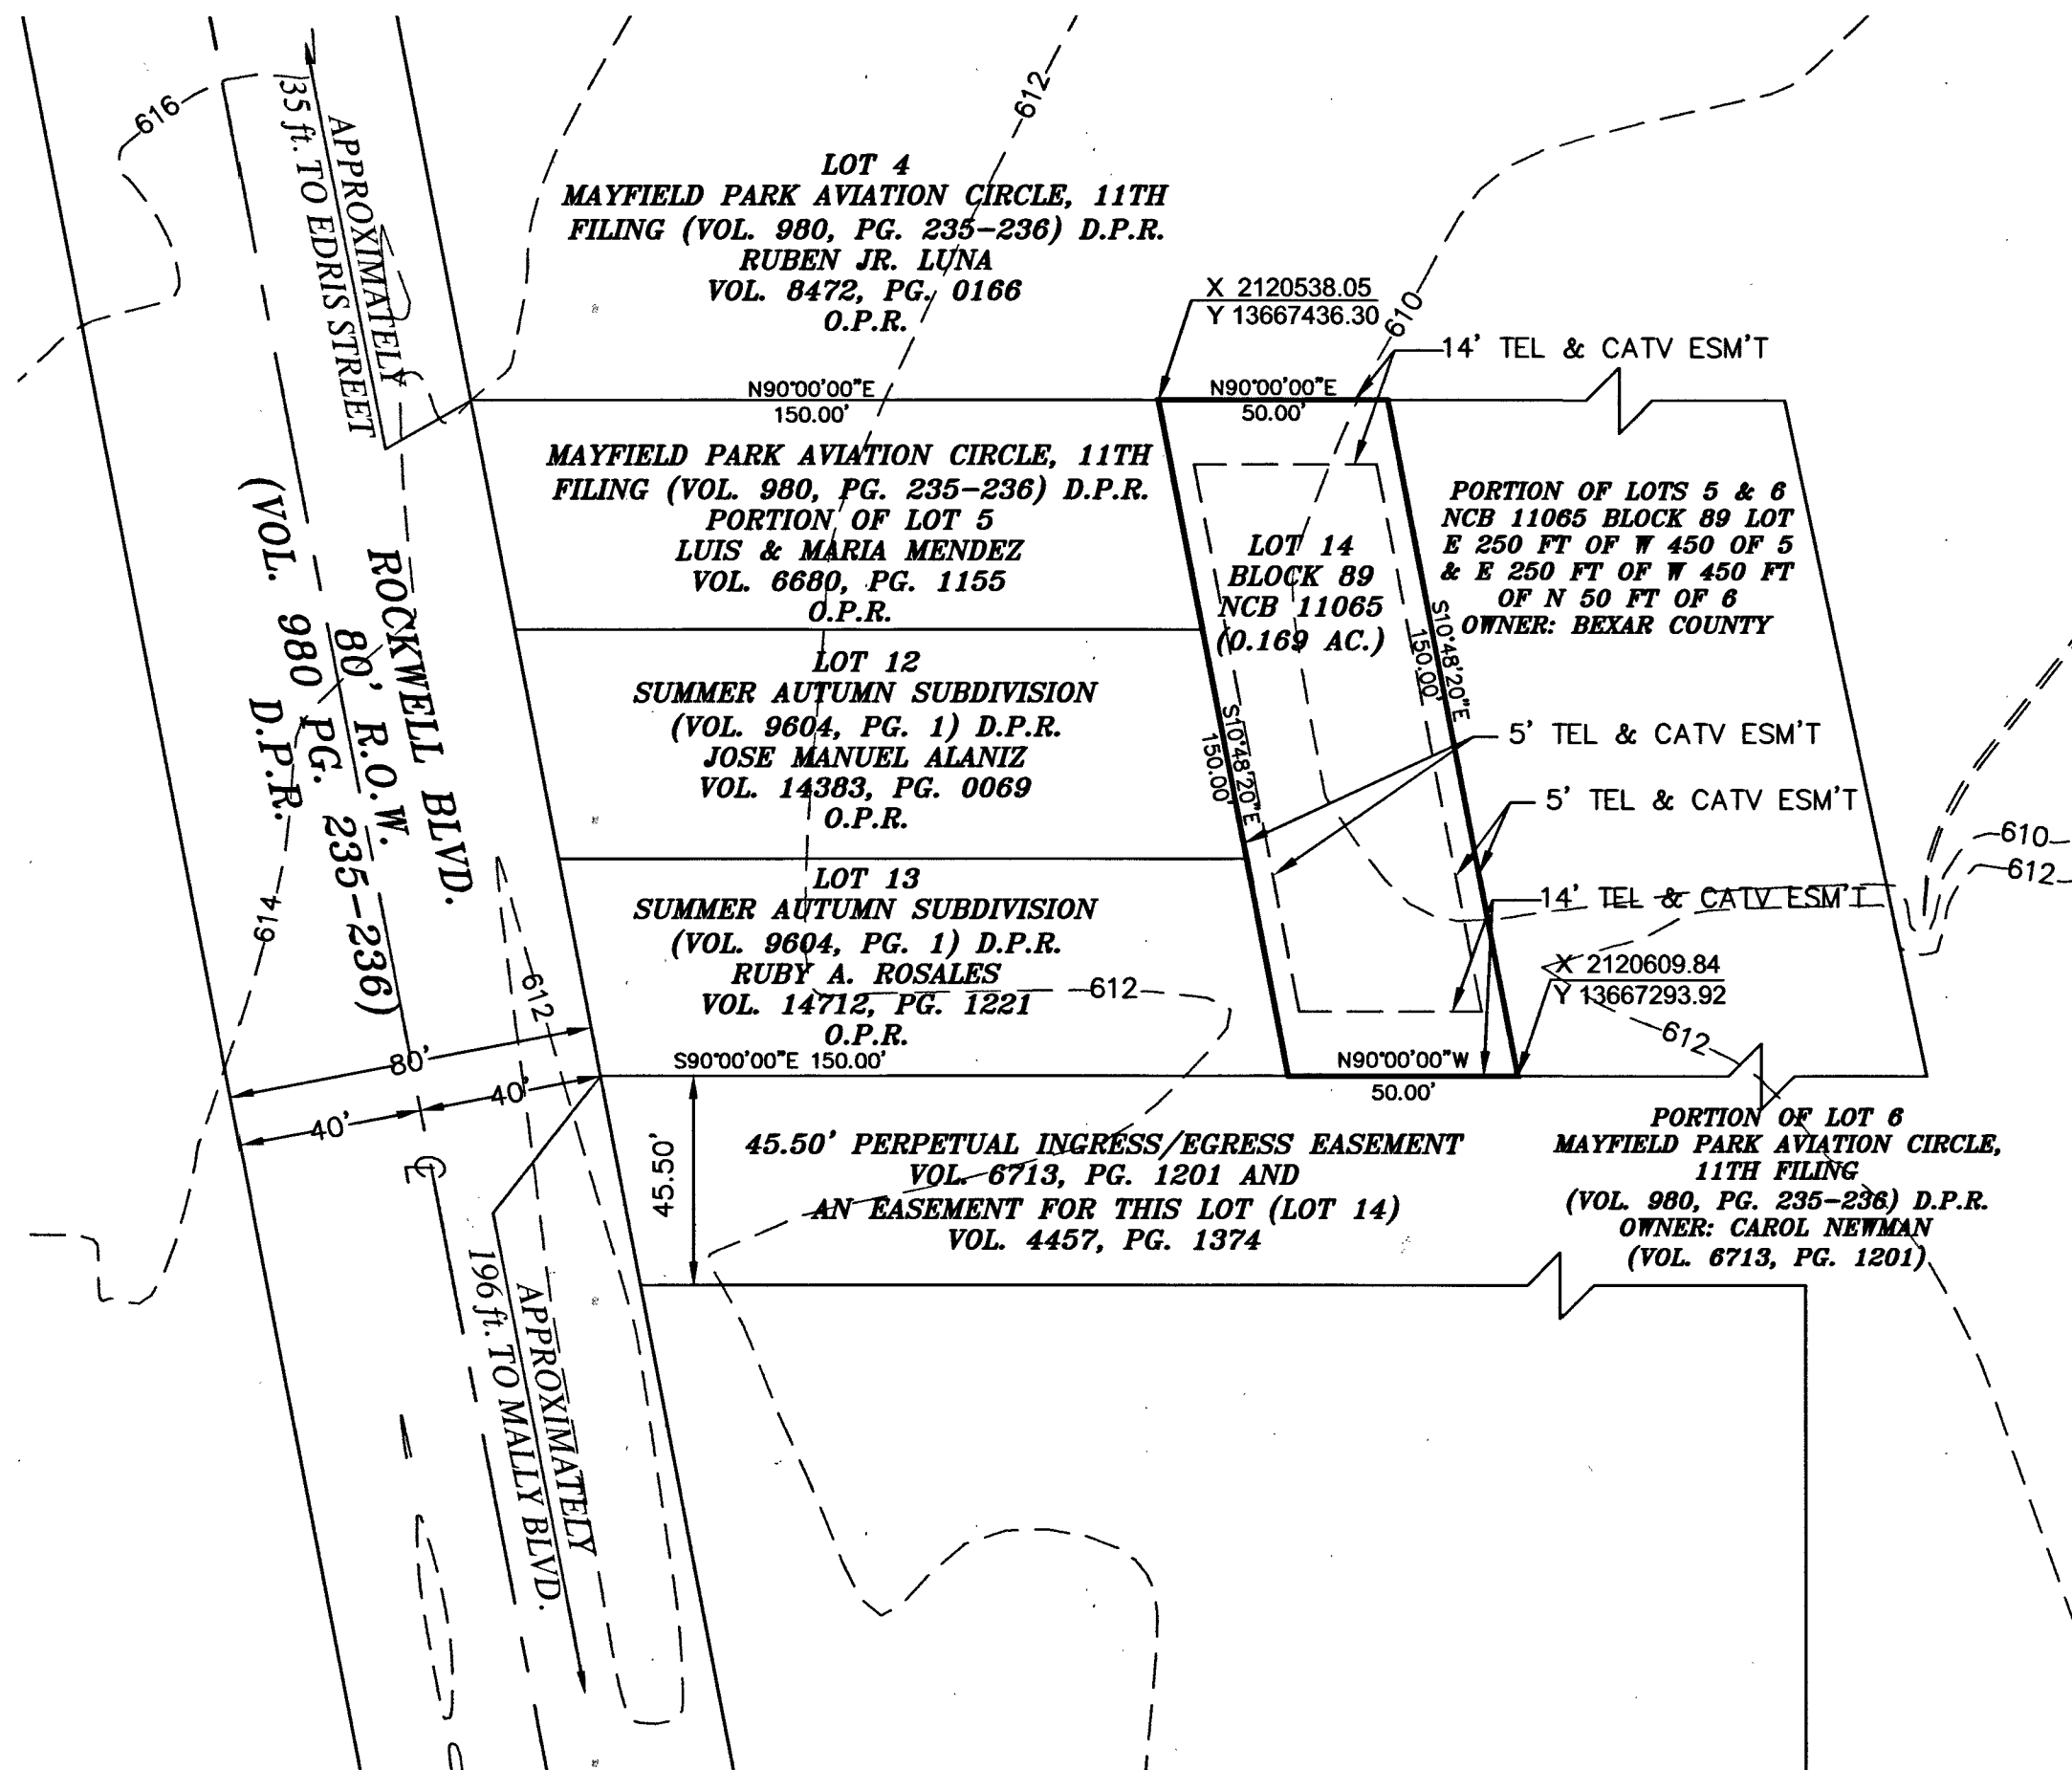 616
APPROXIMATELY
35 ft. TO EDRIS STREET
612
LOT 4
MAYFIELD PARK AVIATION CIRCLE, 11TH
FILING (VOL. 980, PG. 235-236) D.P.R.
RUBEN JR. LUNA
VOL. 8472, PG. 0166
O.P.R.
X 2120538.05
Y 13667436.30
610
14' TEL & CATV ESM'T
N90°00'00"E
150.00'
N90°00'00"E
50.00'
MAYFIELD PARK AVIATION CIRCLE, 11TH
FILING (VOL. 980, PG. 235-236) D.P.R.
PORTION OF LOT 5
LUIS & MARIA MENDEZ
VOL. 6680, PG. 1155
O.P.R.
LOT 14
BLOCK 89
NCB 11065
(0.169 AC.)
PORTION OF LOTS 5 & 6
NCB 11065 BLOCK 89 LOT
E 250 FT OF W 450 OF 5
& E 250 FT OF W 450 FT
OF N 50 FT OF 6
OWNER: BEXAR COUNTY
S10°48'20"E
150.00'
S10°48'20"E
150.00'
ROCKWELL BLVD.
80' R.O.W.
(VOL. 980 PG. 235-236)
D.P.R.
LOT 12
SUMMER AUTUMN SUBDIVISION
(VOL. 9604, PG. 1) D.P.R.
JOSE MANUEL ALANIZ
VOL. 14383, PG. 0069
O.P.R.
5' TEL & CATV ESM'T
5' TEL & CATV ESM'T
610
612
LOT 13
SUMMER AUTUMN SUBDIVISION
(VOL. 9604, PG. 1) D.P.R.
RUBY A. ROSALES
VOL. 14712, PG. 1221
O.P.R.
14' TEL & CATV ESM'T
614
612
612
X 2120609.84
Y 13667293.92
612
S90°00'00"E 150.00'
N90°00'00"W
50.00'
80'
40'
40'
45.50'
45.50' PERPETUAL INGRESS/EGRESS EASEMENT
VOL. 6713, PG. 1201 AND
AN EASEMENT FOR THIS LOT (LOT 14)
VOL. 4457, PG. 1374
PORTION OF LOT 6
MAYFIELD PARK AVIATION CIRCLE,
11TH FILING
(VOL. 980, PG. 235-236) D.P.R.
OWNER: CAROL NEWMAN
(VOL. 6713, PG. 1201)
APPROXIMATELY
196 ft. TO MALLY BLVD.